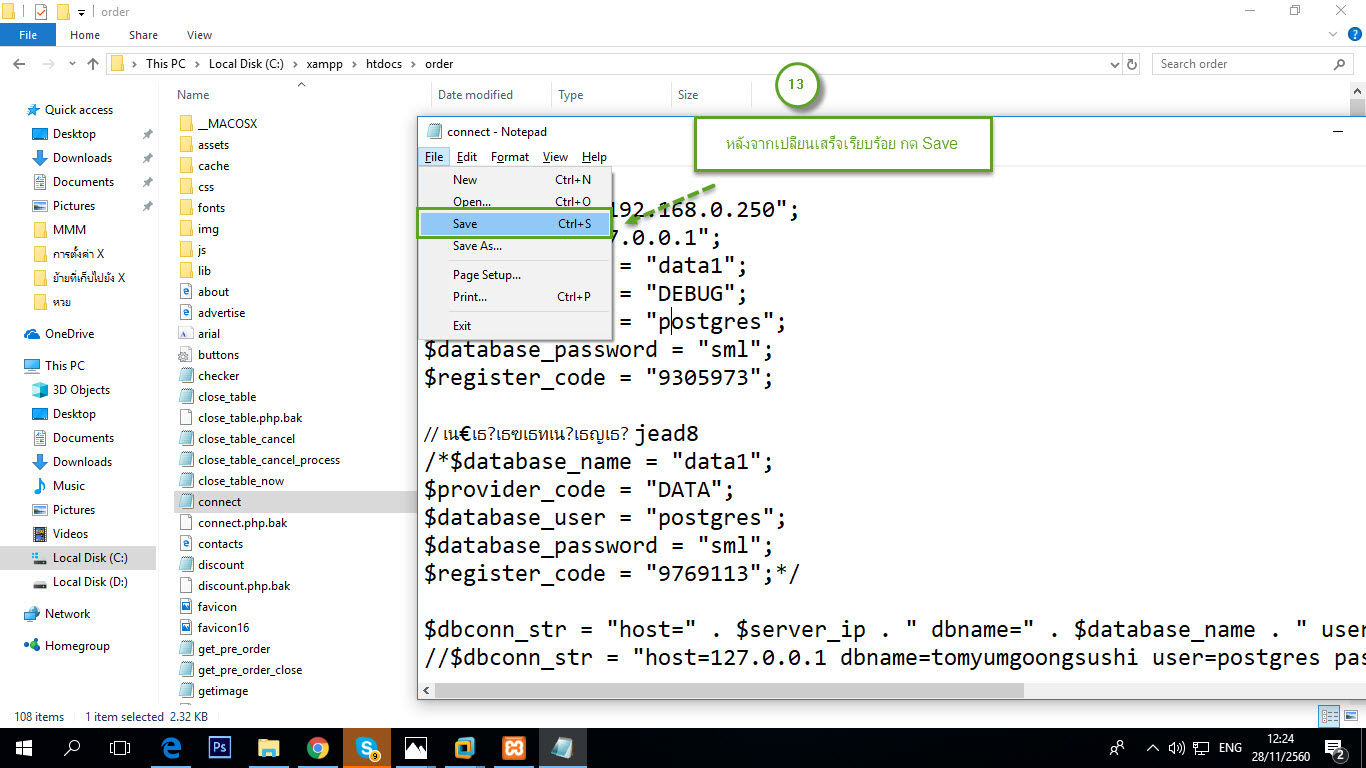 order
File Home Share View
This PC Local Disk (C:) xampp htdocs order
Search order
Name Date modified Type Size
Quick access
Desktop
Downloads
Documents
Pictures
MMM
การตั้งค่า X
ย้ายที่เก็บไปยัง X
หวย
OneDrive
This PC
3D Objects
Desktop
Documents
Downloads
Music
Pictures
Videos
Local Disk (C:)
Local Disk (D:)
Network
Homegroup
__MACOSX
assets
cache
css
fonts
img
js
lib
about
advertise
arial
buttons
checker
close_table
close_table.php.bak
close_table_cancel
close_table_cancel_process
close_table_now
connect
connect.php.bak
contacts
discount
discount.php.bak
favicon
favicon16
get_pre_order
get_pre_order_close
getimage
13
หลังจากเปลี่ยนเสร็จเรียบร้อย กด Save
connect - Notepad
File Edit Format View Help
New Ctrl+N
Open... Ctrl+O
Save Ctrl+S
Save As...
Page Setup...
Print... Ctrl+P
Exit
192.168.0.250";
7.0.0.1";
= "data1";
= "DEBUG";
= "postgres";
$database_password = "sml";
$register_code = "9305973";
// เน€เธ?เธฃเธทเน?เธญเธ? jead8
/*$database_name = "data1";
$provider_code = "DATA";
$database_user = "postgres";
$database_password = "sml";
$register_code = "9769113";*/
$dbconn_str = "host=" . $server_ip . " dbname=" . $database_name . " user
//$dbconn_str = "host=127.0.0.1 dbname=tomyumgoongsushi user=postgres pas
108 items 1 item selected 2.32 KB
Ps
9
ENG
12:24
28/11/2560
2